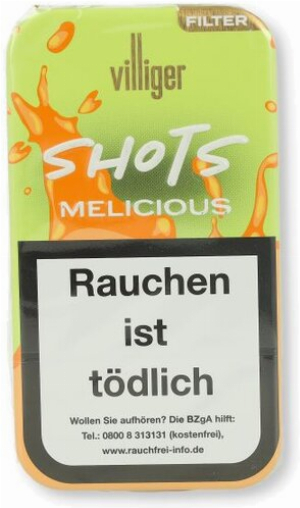 FILTER
villiger
SHOTS
MELICIOUS
Rauchen
ist
tödlich
Wollen Sie aufhören? Die BZgA hilft:
Tel.: 0800 8 313131 (kostenfrei),
www.rauchfrei-info.de